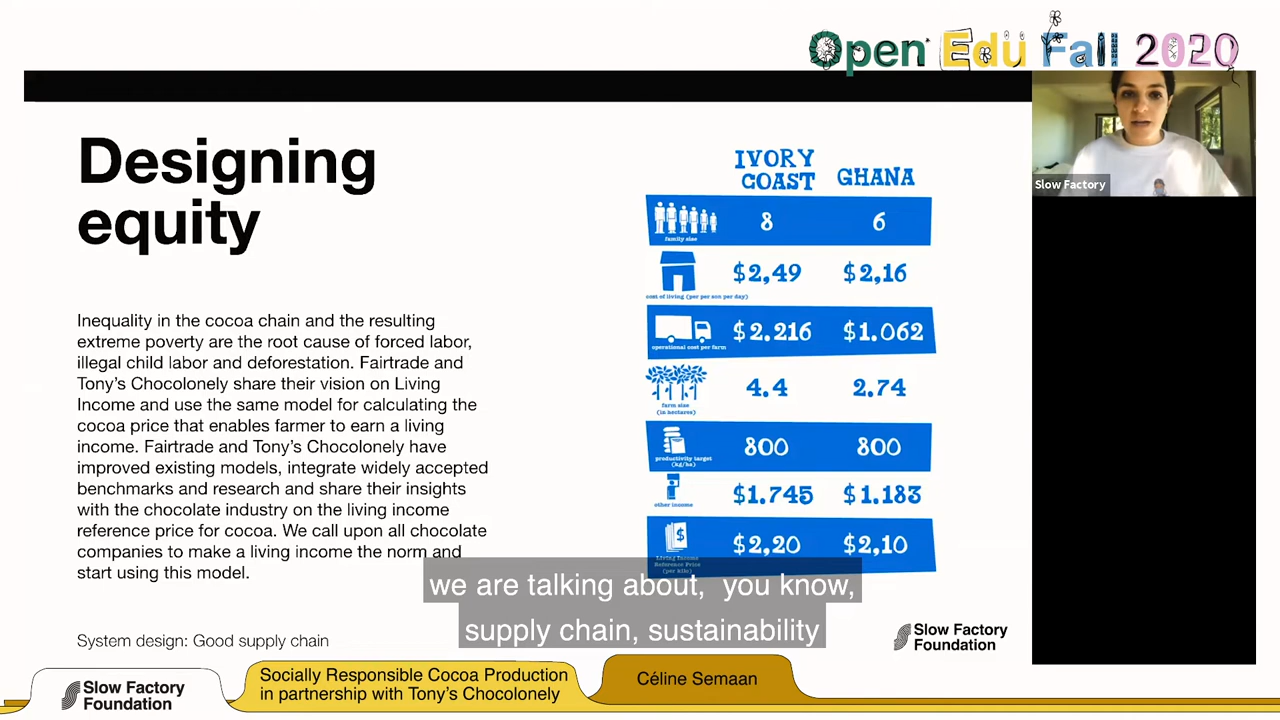 Open Edu Fall 2020
Slow Factory
Designing
equity
Inequality in the cocoa chain and the resulting
extreme poverty are the root cause of forced labor,
illegal child labor and deforestation. Fairtrade and
Tony's Chocolonely share their vision on Living
Income and use the same model for calculating the
cocoa price that enables farmer to earn a living
income. Fairtrade and Tony's Chocolonely have
improved existing models, integrate widely accepted
benchmarks and research and share their insights
with the chocolate industry on the living income
reference price for cocoa. We call upon all chocolate
companies to make a living income the norm and
start using this model.
System design: Good supply chain
IVORY
COAST GHANA
8 6
family size
$2,49 $2,16
cost of living (per per son per day)
$2.216 $1.062
operational cost per farm
4.4 2.74
farm size
(in hectares)
800 800
productivity target
(kg/ha)
$1.745 $1.183
other income
$2,20 $2,10
Living Income
Reference Price
(per kilo)
we are talking about, you know,
supply chain, sustainability
Slow Factory
Foundation
Slow Factory
Foundation
Socially Responsible Cocoa Production
in partnership with Tony's Chocolonely
Céline Semaan